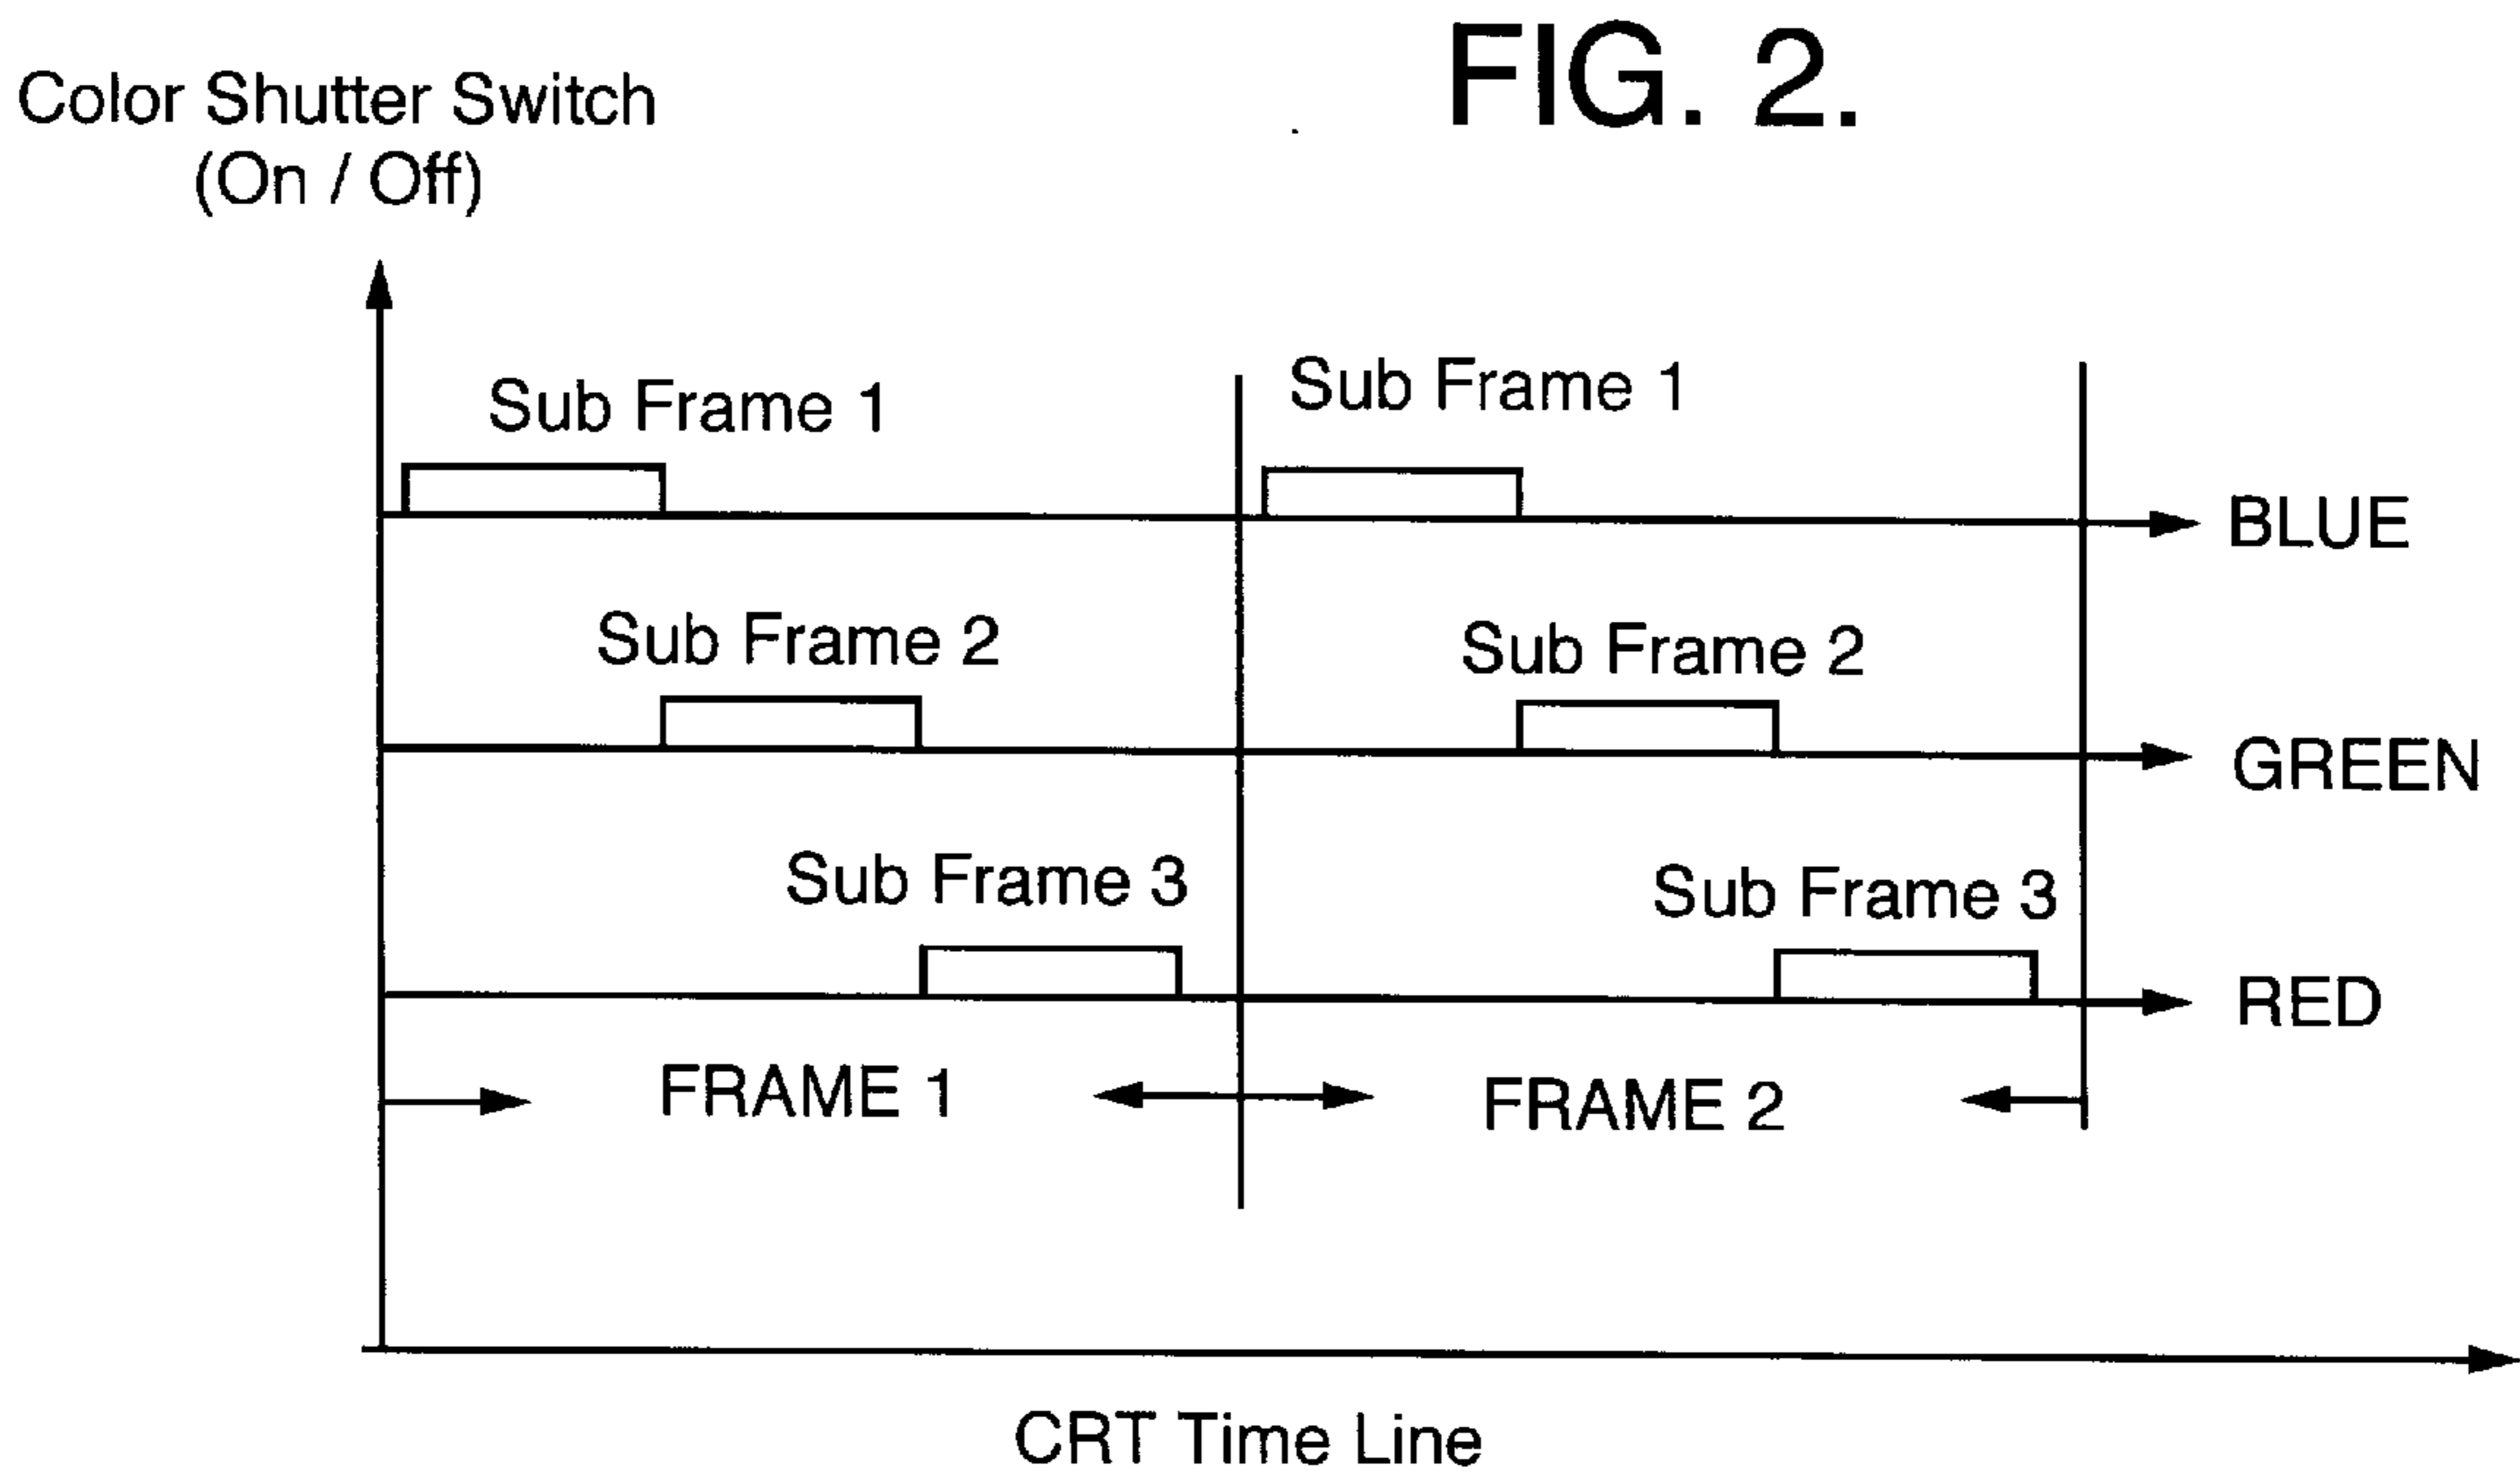 FIG. 2.
Color Shutter Switch
(On / Off)
Sub Frame 1
Sub Frame 1
BLUE
Sub Frame 2
Sub Frame 2
GREEN
Sub Frame 3
Sub Frame 3
RED
FRAME 1
FRAME 2
CRT Time Line